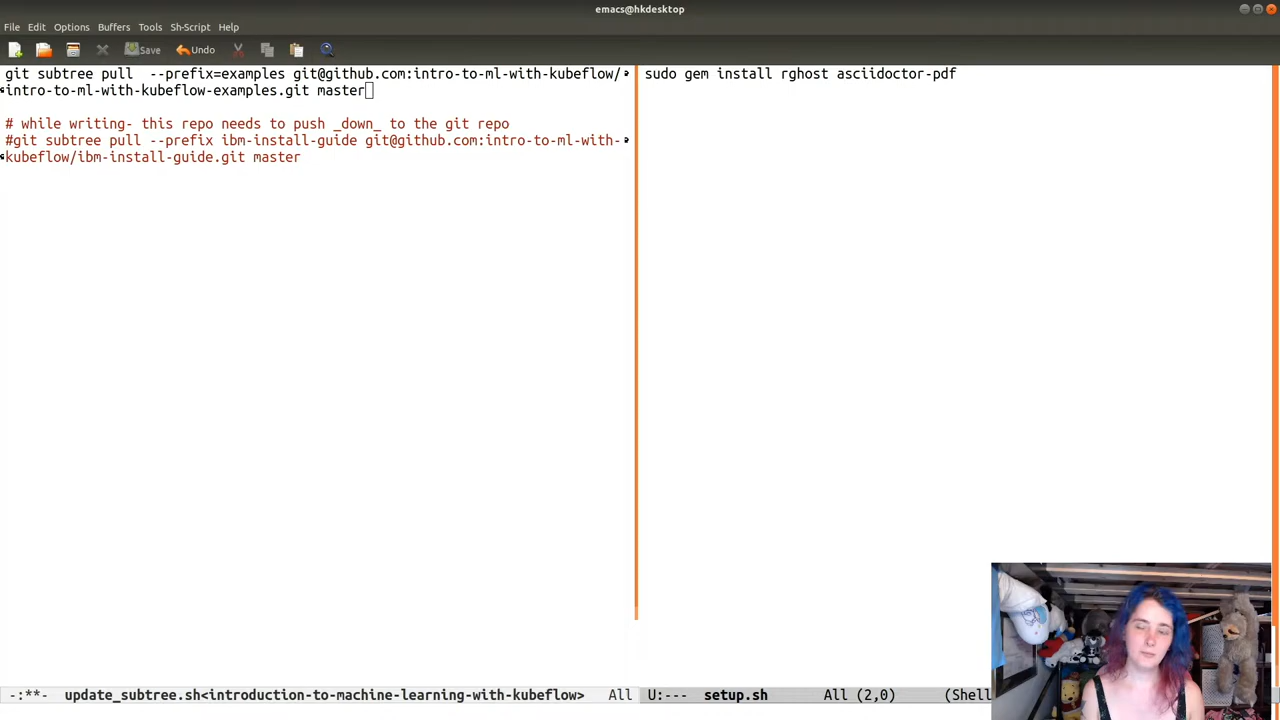 emacs@hkdesktop
File Edit Options Buffers Tools Sh-Script Help
Save Undo
git subtree pull  --prefix=examples git@github.com:intro-to-ml-with-kubeflow/
intro-to-ml-with-kubeflow-examples.git master
# while writing- this repo needs to push _down_ to the git repo
#git subtree pull --prefix ibm-install-guide git@github.com:intro-to-ml-with-
kubeflow/ibm-install-guide.git master
sudo gem install rghost asciidoctor-pdf
-:**-  update_subtree.sh<introduction-to-machine-learning-with-kubeflow>  All
U:---  setup.sh  All (2,0)  (Shell